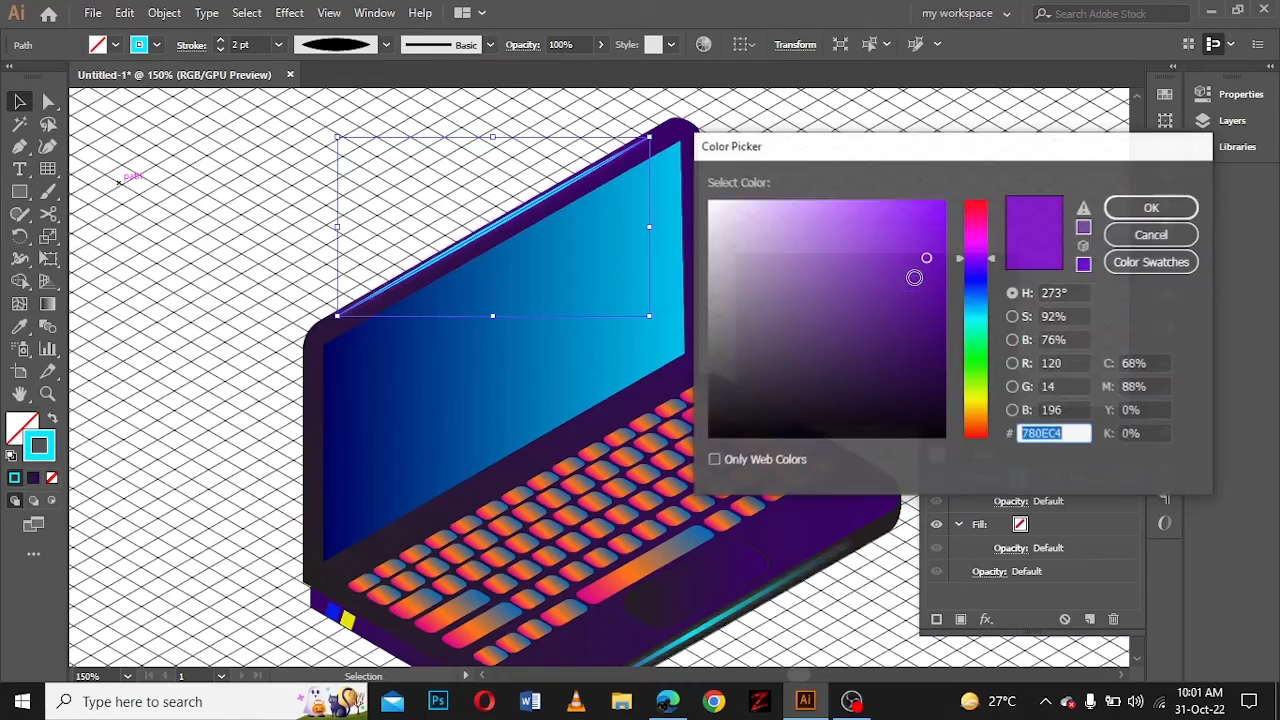 Ai
File Edit Object Type Select Effect View Window Help
my workspace
Search Adobe Stock
Path
Stroke:
2 pt
Basic
Opacity: 100%
Style:
Transform
Untitled-1* @ 150% (RGB/GPU Preview)
Properties
Layers
Libraries
path
Color Picker
Select Color:
OK
Cancel
Color Swatches
H: 273°
S: 92%
B: 76%
R: 120
C: 68%
G: 14
M: 88%
B: 196
Y: 0%
# 780EC4
K: 0%
Only Web Colors
Opacity: Default
Fill:
Opacity: Default
Opacity: Default
fx.
150%
1
Selection
Type here to search
Ps
Ai
27°C
10:01 AM
31-Oct-22